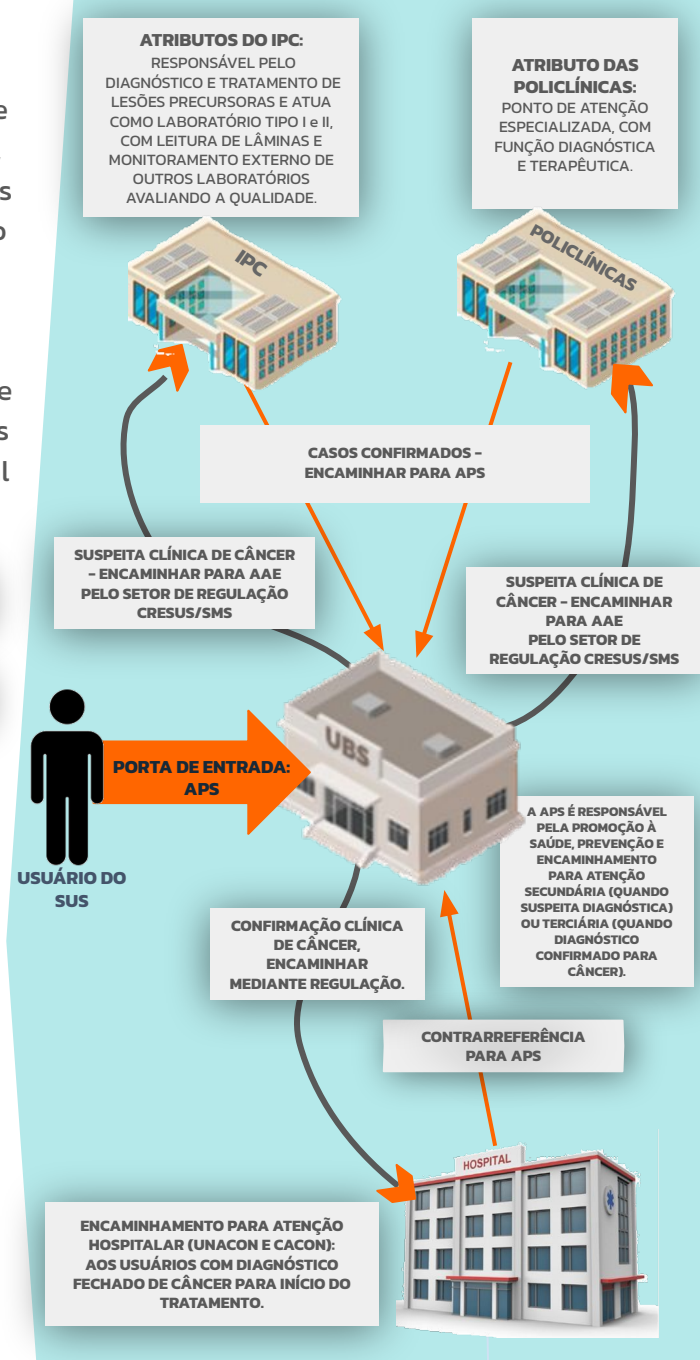 ATRIBUTOS DO IPC:
RESPONSÁVEL PELO
DIAGNÓSTICO E TRATAMENTO DE
LESÕES PRECURSORAS E ATUA
COMO LABORATÓRIO TIPO I e II,
COM LEITURA DE LÂMINAS E
MONITORAMENTO EXTERNO DE
OUTROS LABORATÓRIOS
AVALIANDO A QUALIDADE.
ATRIBUTO DAS
POLICLÍNICAS:
PONTO DE ATENÇÃO
ESPECIALIZADA, COM
FUNÇÃO DIAGNÓSTICA
E TERAPÊUTICA.
IPC
POLICLÍNICAS
CASOS CONFIRMADOS -
ENCAMINHAR PARA APS
SUSPEITA CLÍNICA DE CÂNCER
- ENCAMINHAR PARA AAE
PELO SETOR DE REGULAÇÃO
CRESUS/SMS
SUSPEITA CLÍNICA DE
CÂNCER - ENCAMINHAR
PARA AAE
PELO SETOR DE
REGULAÇÃO CRESUS/SMS
UBS
PORTA DE ENTRADA:
APS
USUÁRIO DO
SUS
A APS É RESPONSÁVEL
PELA PROMOÇÃO À
SAÚDE, PREVENÇÃO E
ENCAMINHAMENTO
PARA ATENÇÃO
SECUNDÁRIA (QUANDO
SUSPEITA DIAGNÓSTICA)
OU TERCIÁRIA (QUANDO
DIAGNÓSTICO
CONFIRMADO PARA
CÂNCER).
CONFIRMAÇÃO CLÍNICA
DE CÂNCER,
ENCAMINHAR
MEDIANTE REGULAÇÃO.
CONTRARREFERÊNCIA
PARA APS
HOSPITAL
ENCAMINHAMENTO PARA ATENÇÃO
HOSPITALAR (UNACON E CACON):
AOS USUÁRIOS COM DIAGNÓSTICO
FECHADO DE CÂNCER PARA INÍCIO DO
TRATAMENTO.